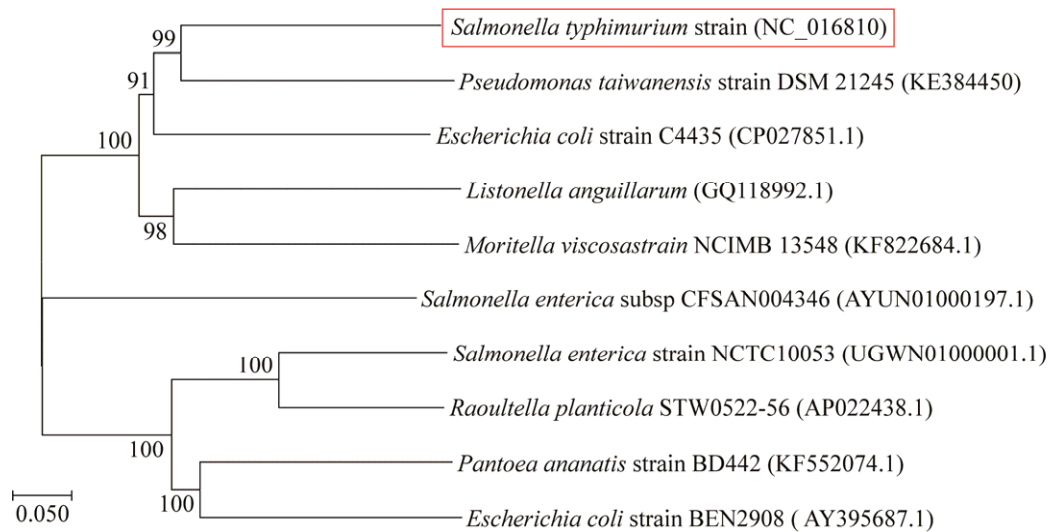 Salmonella typhimurium strain (NC_016810)
99
Pseudomonas taiwanensis strain DSM 21245 (KE384450)
91
Escherichia coli strain C4435 (CP027851.1)
100
Listonella anguillarum (GQ118992.1)
98
Moritella viscosastrain NCIMB 13548 (KF822684.1)
Salmonella enterica subsp CFSAN004346 (AYUN01000197.1)
Salmonella enterica strain NCTC10053 (UGWN01000001.1)
100
Raoultella planticola STW0522-56 (AP022438.1)
100
Pantoea ananatis strain BD442 (KF552074.1)
100
Escherichia coli strain BEN2908 ( AY395687.1)
0.050